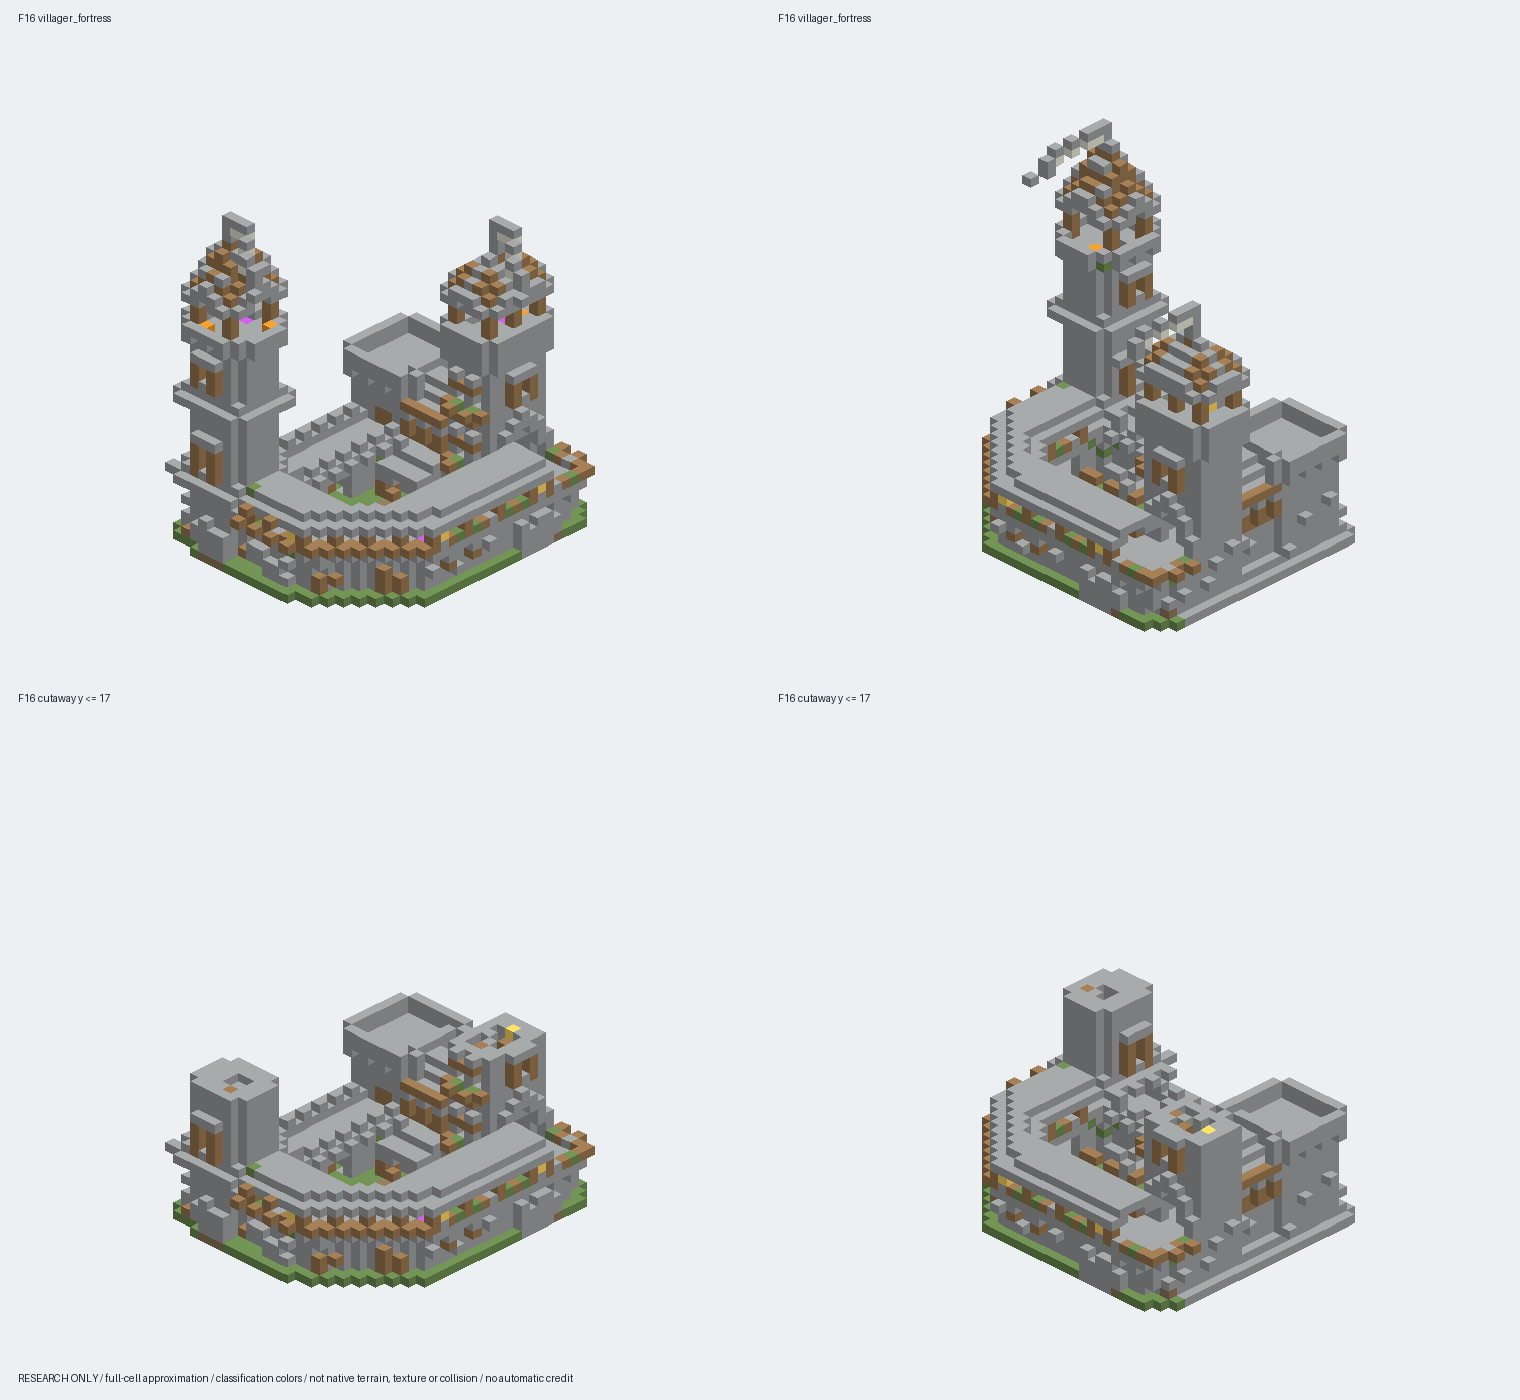 F16 villager_fortress
F16 villager_fortress
F16 cutaway y <= 17
F16 cutaway y <= 17
RESEARCH ONLY / full-cell approximation / classification colors / not native terrain, texture or collision / no automatic credit